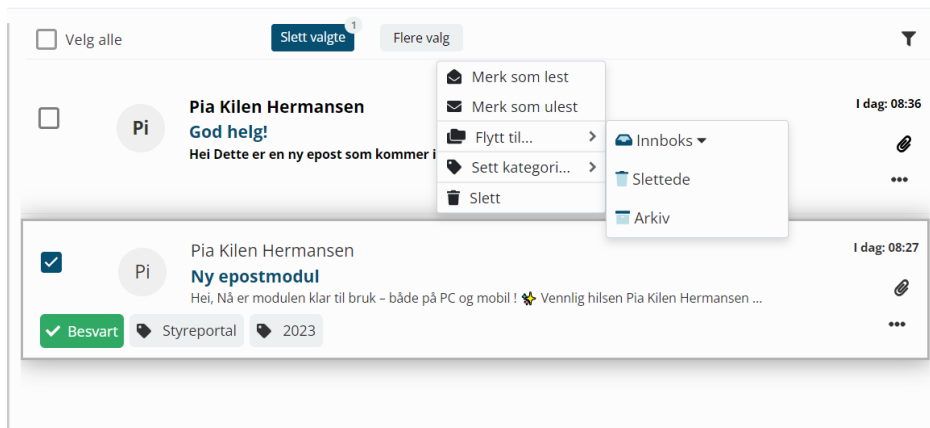 Velg alle
Slett valgte
1
Flere valg
Merk som lest
Merk som ulest
Flytt til...
Sett kategori...
Slett
Innboks
Slettede
Arkiv
Pi
Pia Kilen Hermansen
God helg!
Hei Dette er en ny epost som kommer i
I dag: 08:36
Pi
Pia Kilen Hermansen
Ny epostmodul
Hei, Nå er modulen klar til bruk – både på PC og mobil ! ✨ Vennlig hilsen Pia Kilen Hermansen ...
I dag: 08:27
Besvart
Styreportal
2023